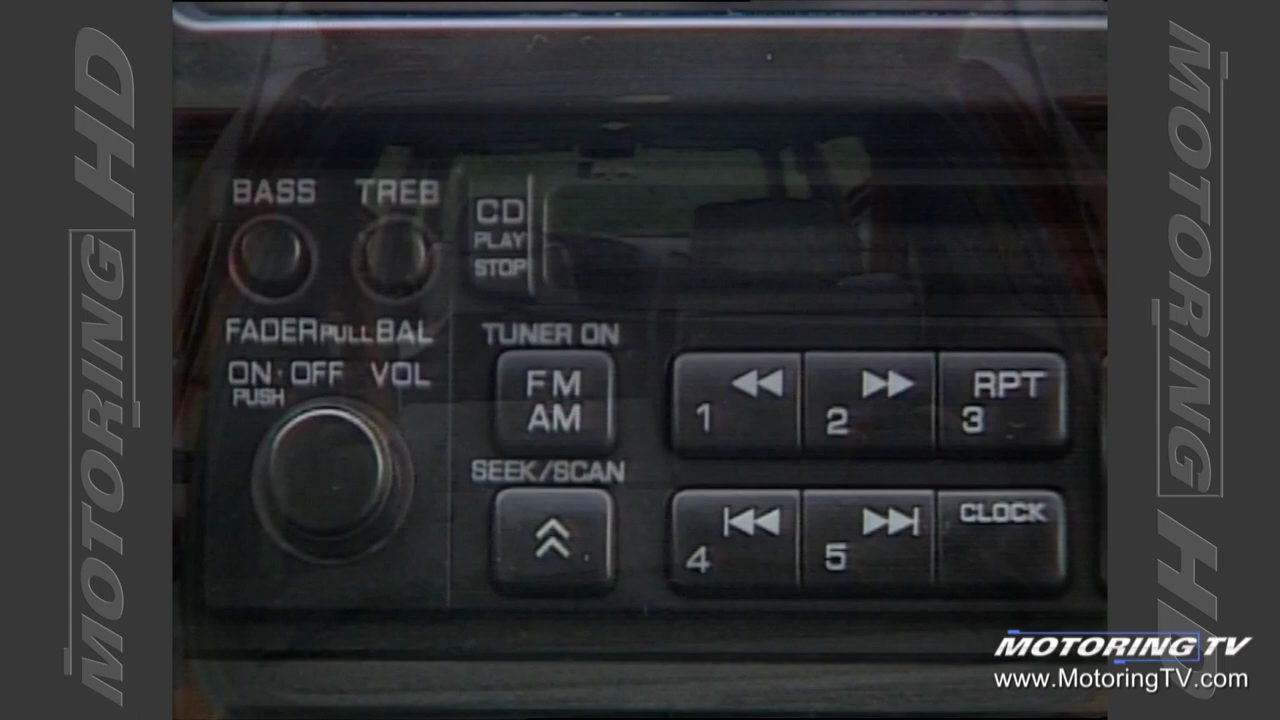 MOTORING HD
BASS TREB
CD
PLAY
STOP
FADER PULL BAL
ON·OFF VOL
PUSH
TUNER ON
FM
AM
SEEK/SCAN
1
2
RPT
3
4
5
CLOCK
MOTORING HD
MOTORING TV
www.MotoringTV.com